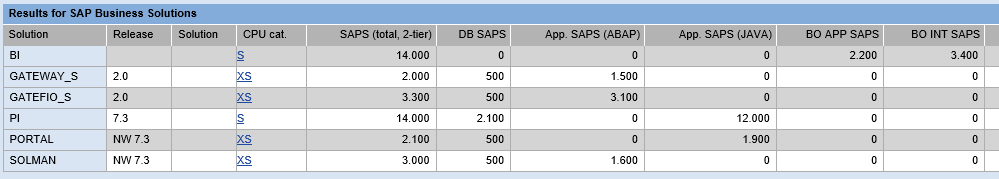 Results for SAP Business Solutions
Solution Release Solution CPU cat. SAPS (total, 2-tier) DB SAPS App. SAPS (ABAP) App. SAPS (JAVA) BO APP SAPS BO INT SAPS
BI S 14.000 0 0 0 2.200 3.400
GATEWAY_S 2.0 XS 2.000 500 1.500 0 0 0
GATEFIO_S 2.0 XS 3.300 500 3.100 0 0 0
PI 7.3 S 14.000 2.100 0 12.000 0 0
PORTAL NW 7.3 XS 2.100 500 0 1.900 0 0
SOLMAN NW 7.3 XS 3.000 500 1.600 0 0 0